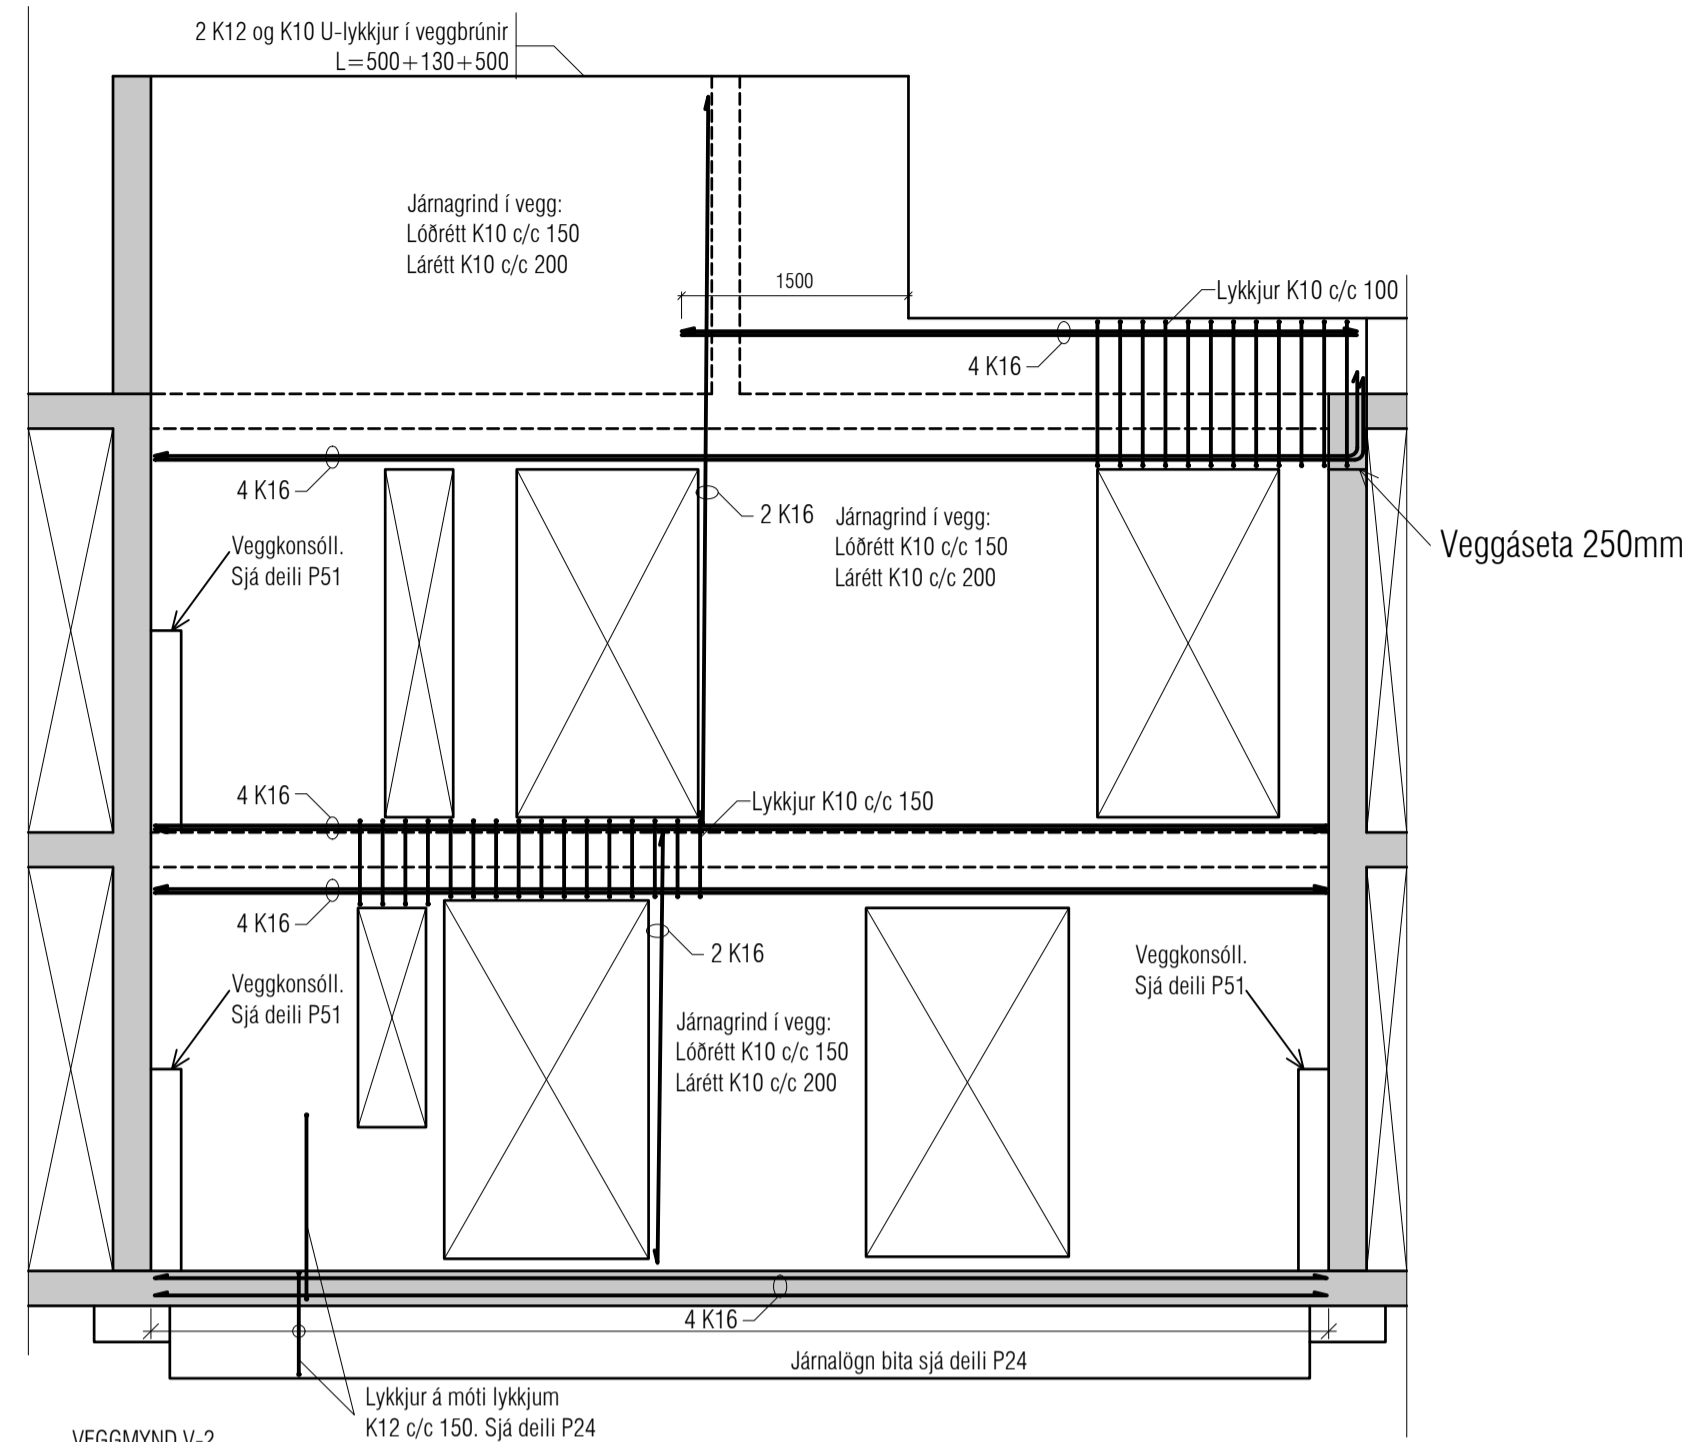 2 K12 og K10 U-lykkjur í veggbrúnir
L=500+130+500
Járnagrind í vegg:
Lóðrétt K10 c/c 150
Lárétt K10 c/c 200
1500
Lykkjur K10 c/c 100
4 K16
4 K16
2 K16
Járnagrind í vegg:
Lóðrétt K10 c/c 150
Lárétt K10 c/c 200
Veggáseta 250mm
Veggkonsóll.
Sjá deili P51
4 K16
Lykkjur K10 c/c 150
4 K16
2 K16
Veggkonsóll.
Sjá deili P51
Veggkonsóll.
Sjá deili P51
Járnagrind í vegg:
Lóðrétt K10 c/c 150
Lárétt K10 c/c 200
4 K16
Járnalögn bita sjá deili P24
Lykkjur á móti lykkjum
K12 c/c 150. Sjá deili P24
VEGGMYND V-2